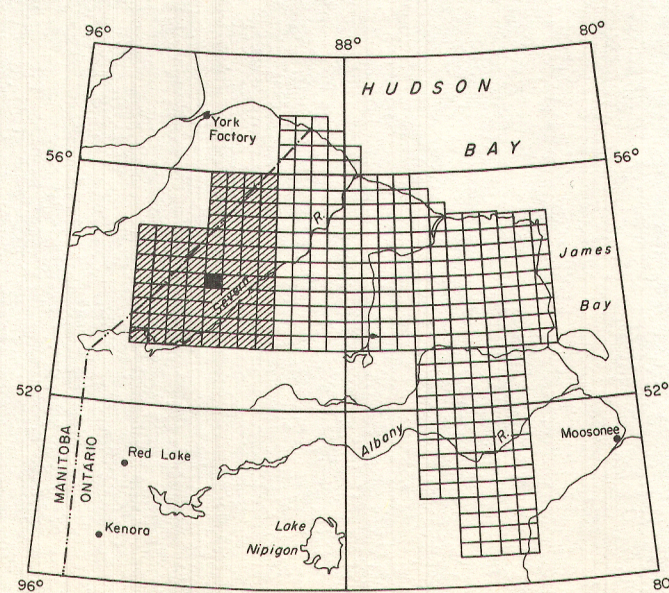 96°
88°
80°
HUDSON
BAY
York
Factory
56°
56°
R.
Severn
James
Bay
52°
52°
MANITOBA
ONTARIO
Red Lake
Kenora
Albany
R.
Moosonee
Lake
Nipigon
96°
88°
80